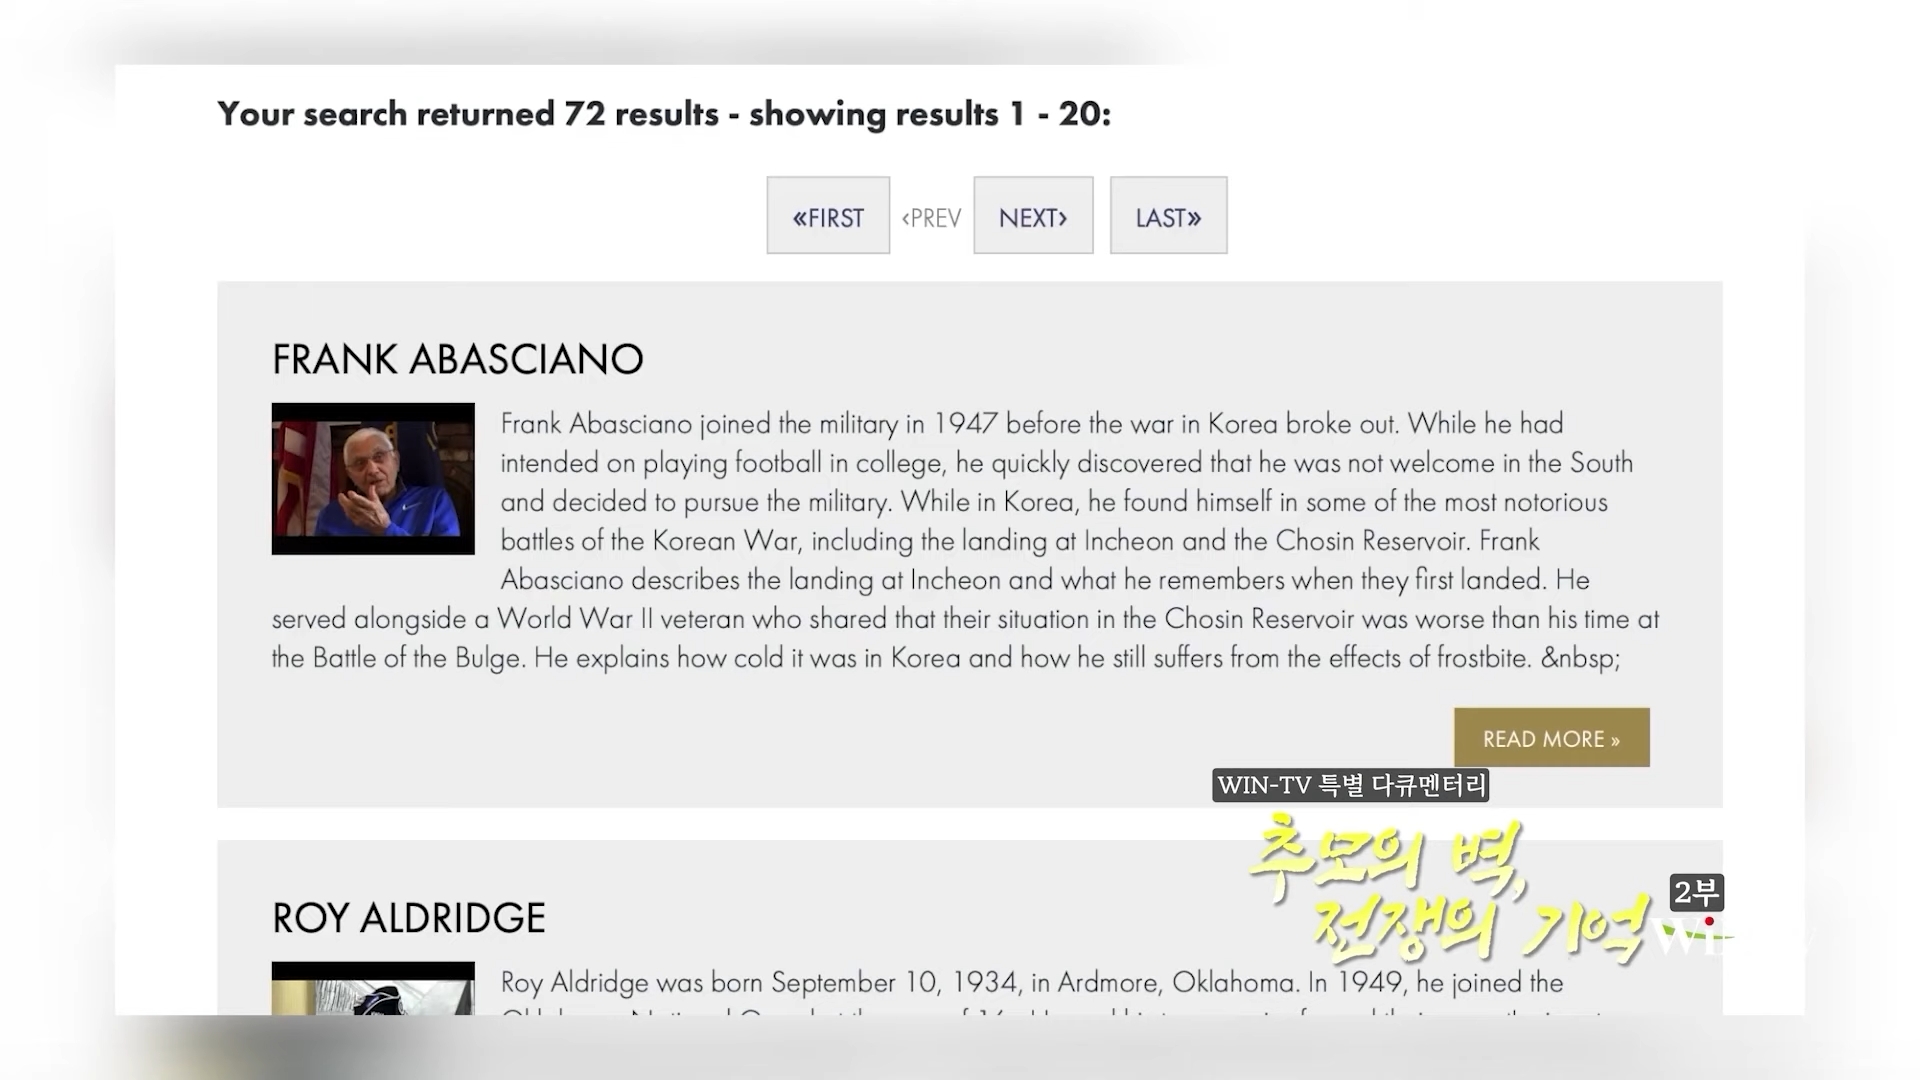 Your search returned 72 results - showing results 1 - 20:
«FIRST ‹PREV NEXT› LAST»
FRANK ABASCIANO
Frank Abasciano joined the military in 1947 before the war in Korea broke out. While he had
intended on playing football in college, he quickly discovered that he was not welcome in the South
and decided to pursue the military. While in Korea, he found himself in some of the most notorious
battles of the Korean War, including the landing at Incheon and the Chosin Reservoir. Frank
Abasciano describes the landing at Incheon and what he remembers when they first landed. He
served alongside a World War II veteran who shared that their situation in the Chosin Reservoir was worse than his time at
the Battle of the Bulge. He explains how cold it was in Korea and how he still suffers from the effects of frostbite. &nbsp;
READ MORE »
WIN-TV 특별 다큐멘터리
추모의 벽,
전쟁의 기억
2부
ROY ALDRIDGE
Roy Aldridge was born September 10, 1934, in Ardmore, Oklahoma. In 1949, he joined the